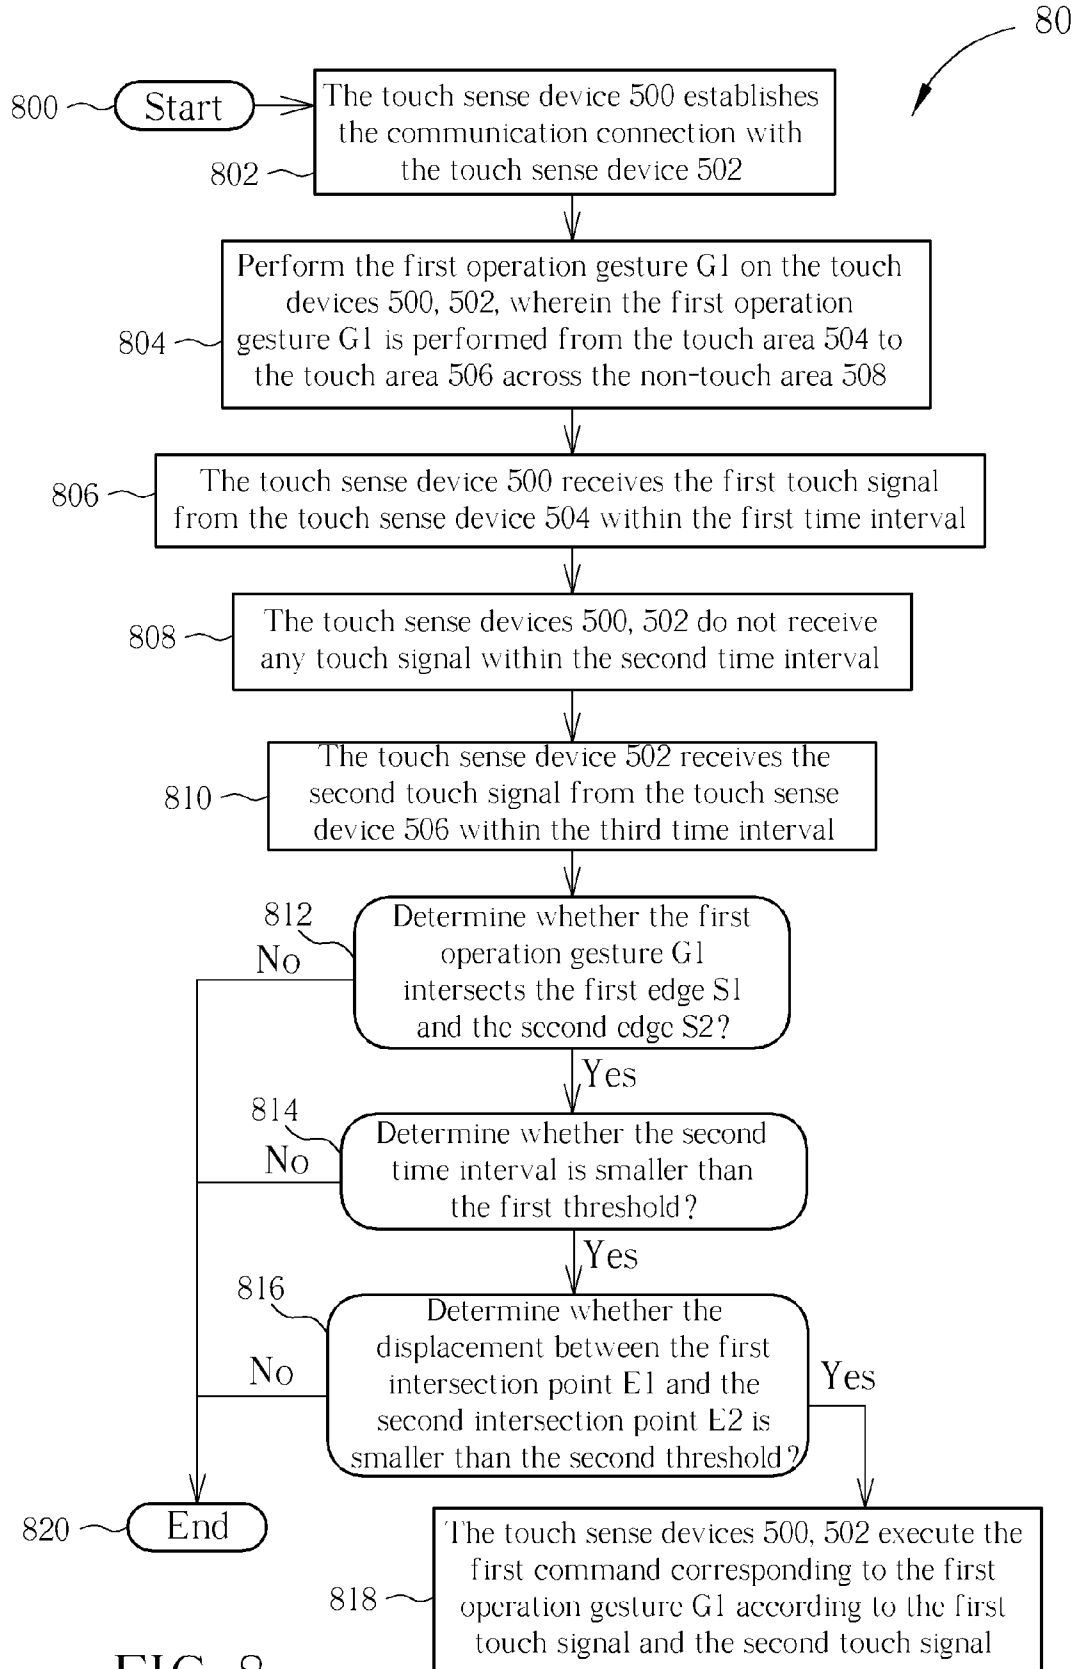 80
800
Start
The touch sense device 500 establishes
the communication connection with
the touch sense device 502
802
Perform the first operation gesture G1 on the touch
devices 500, 502, wherein the first operation
gesture G1 is performed from the touch area 504 to
the touch area 506 across the non-touch area 508
804
The touch sense device 500 receives the first touch signal
from the touch sense device 504 within the first time interval
806
The touch sense devices 500, 502 do not receive
any touch signal within the second time interval
808
The touch sense device 502 receives the
second touch signal from the touch sense
device 506 within the third time interval
810
812
No
Determine whether the first
operation gesture G1
intersects the first edge S1
and the second edge S2?
Yes
814
No
Determine whether the second
time interval is smaller than
the first threshold?
Yes
816
No
Determine whether the
displacement between the first
intersection point E1 and the
second intersection point E2 is
smaller than the second threshold?
Yes
820
End
The touch sense devices 500, 502 execute the
first command corresponding to the first
operation gesture G1 according to the first
touch signal and the second touch signal
818
FIG. 8